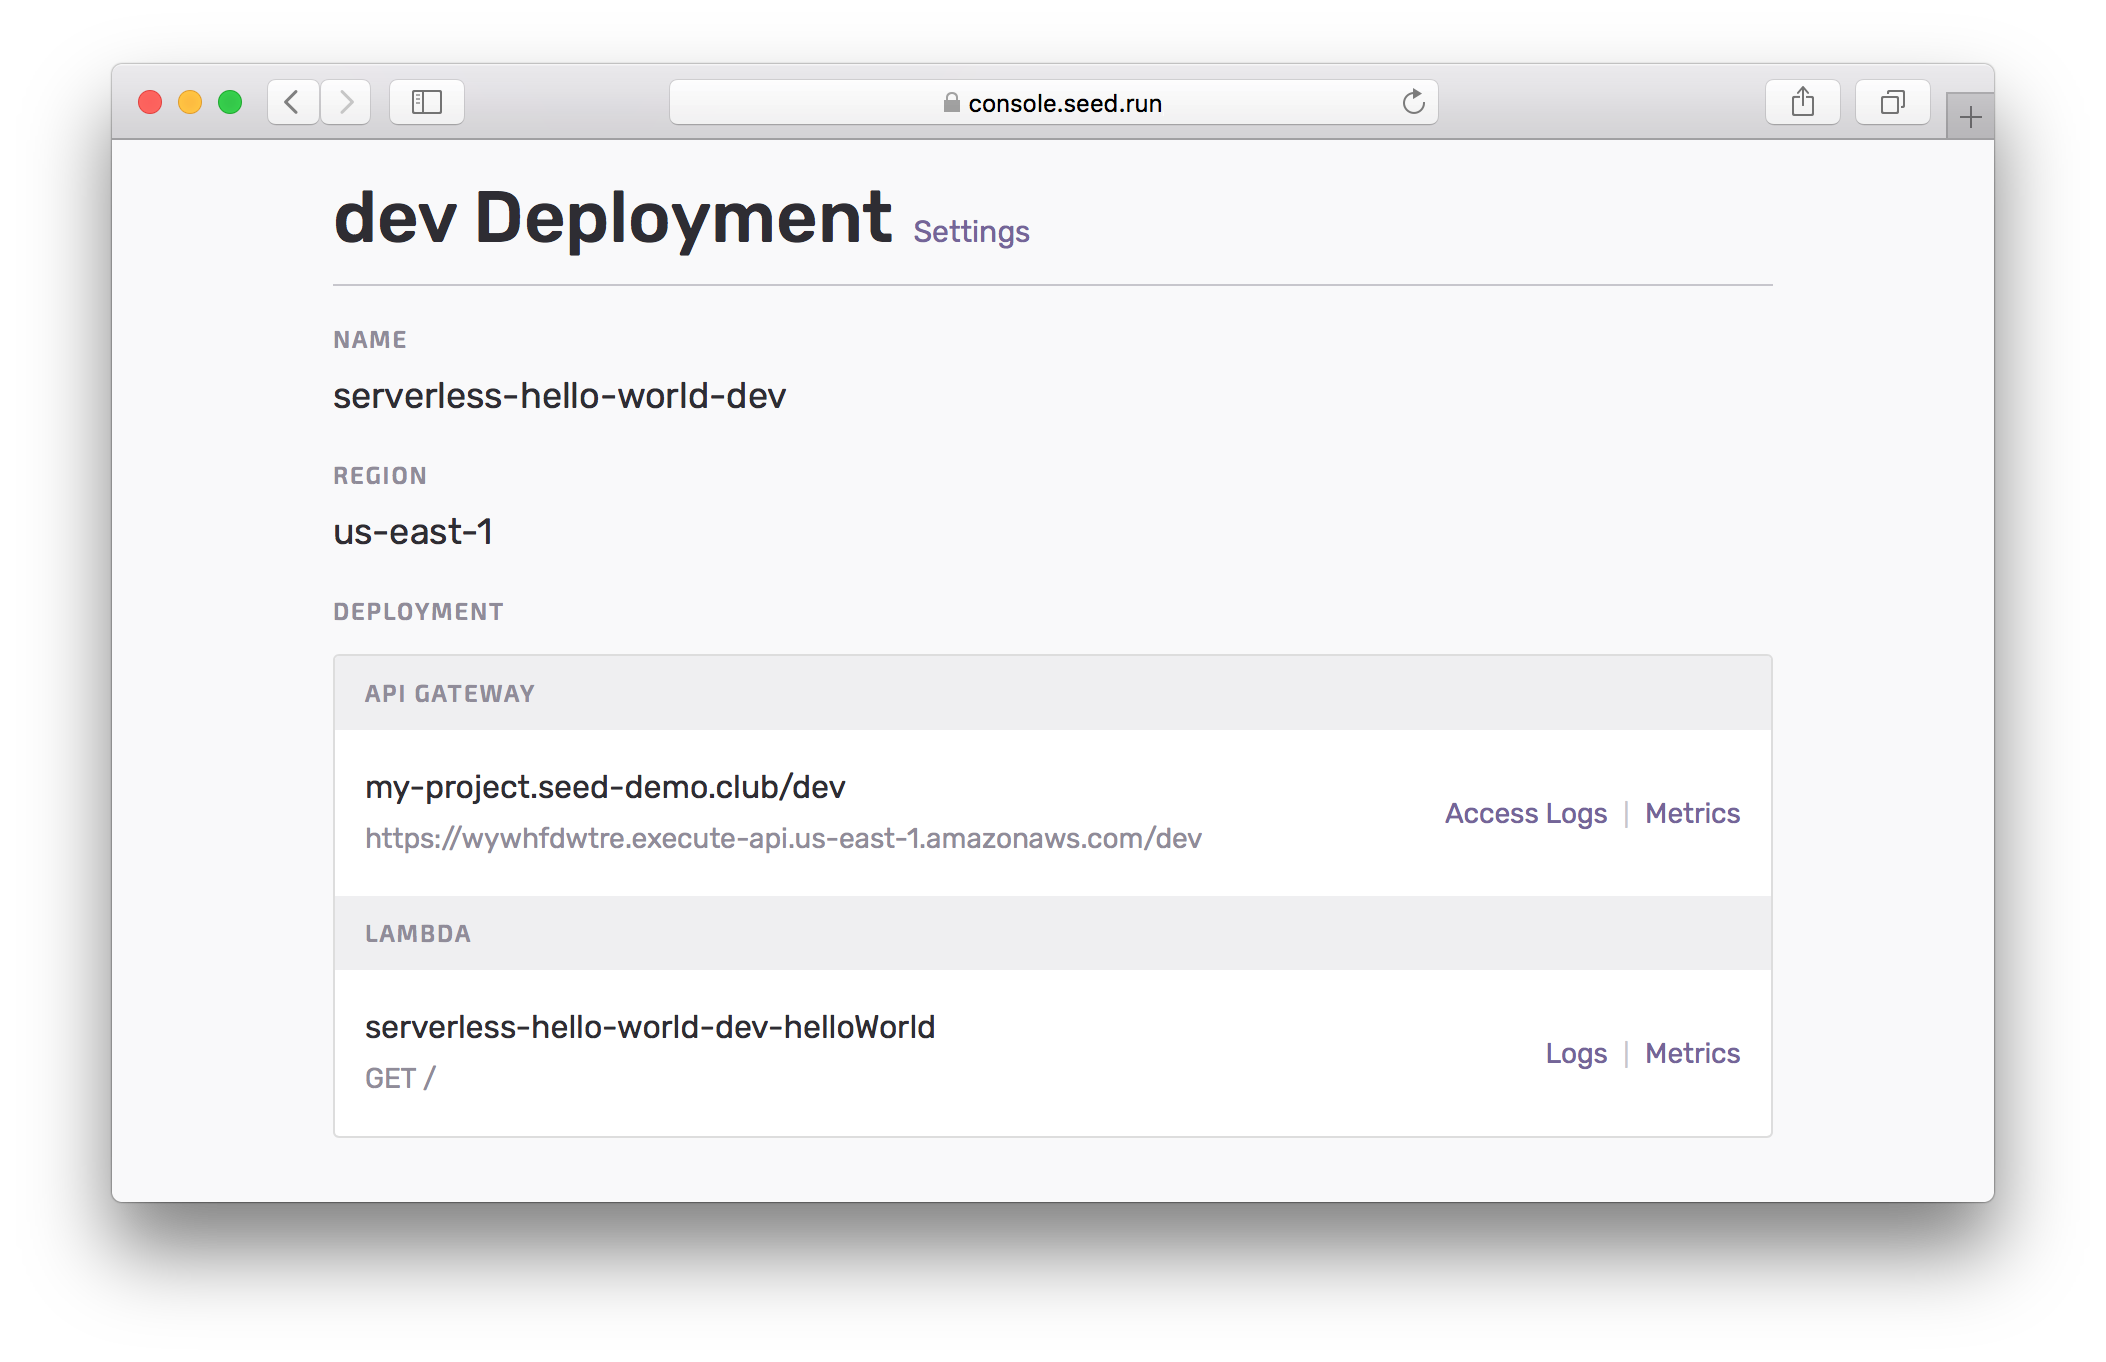 console.seed.run
dev Deployment Settings
NAME
serverless-hello-world-dev
REGION
us-east-1
DEPLOYMENT
API GATEWAY
my-project.seed-demo.club/dev
https://wywhfdwtre.execute-api.us-east-1.amazonaws.com/dev
Access Logs | Metrics
LAMBDA
serverless-hello-world-dev-helloWorld
GET /
Logs | Metrics